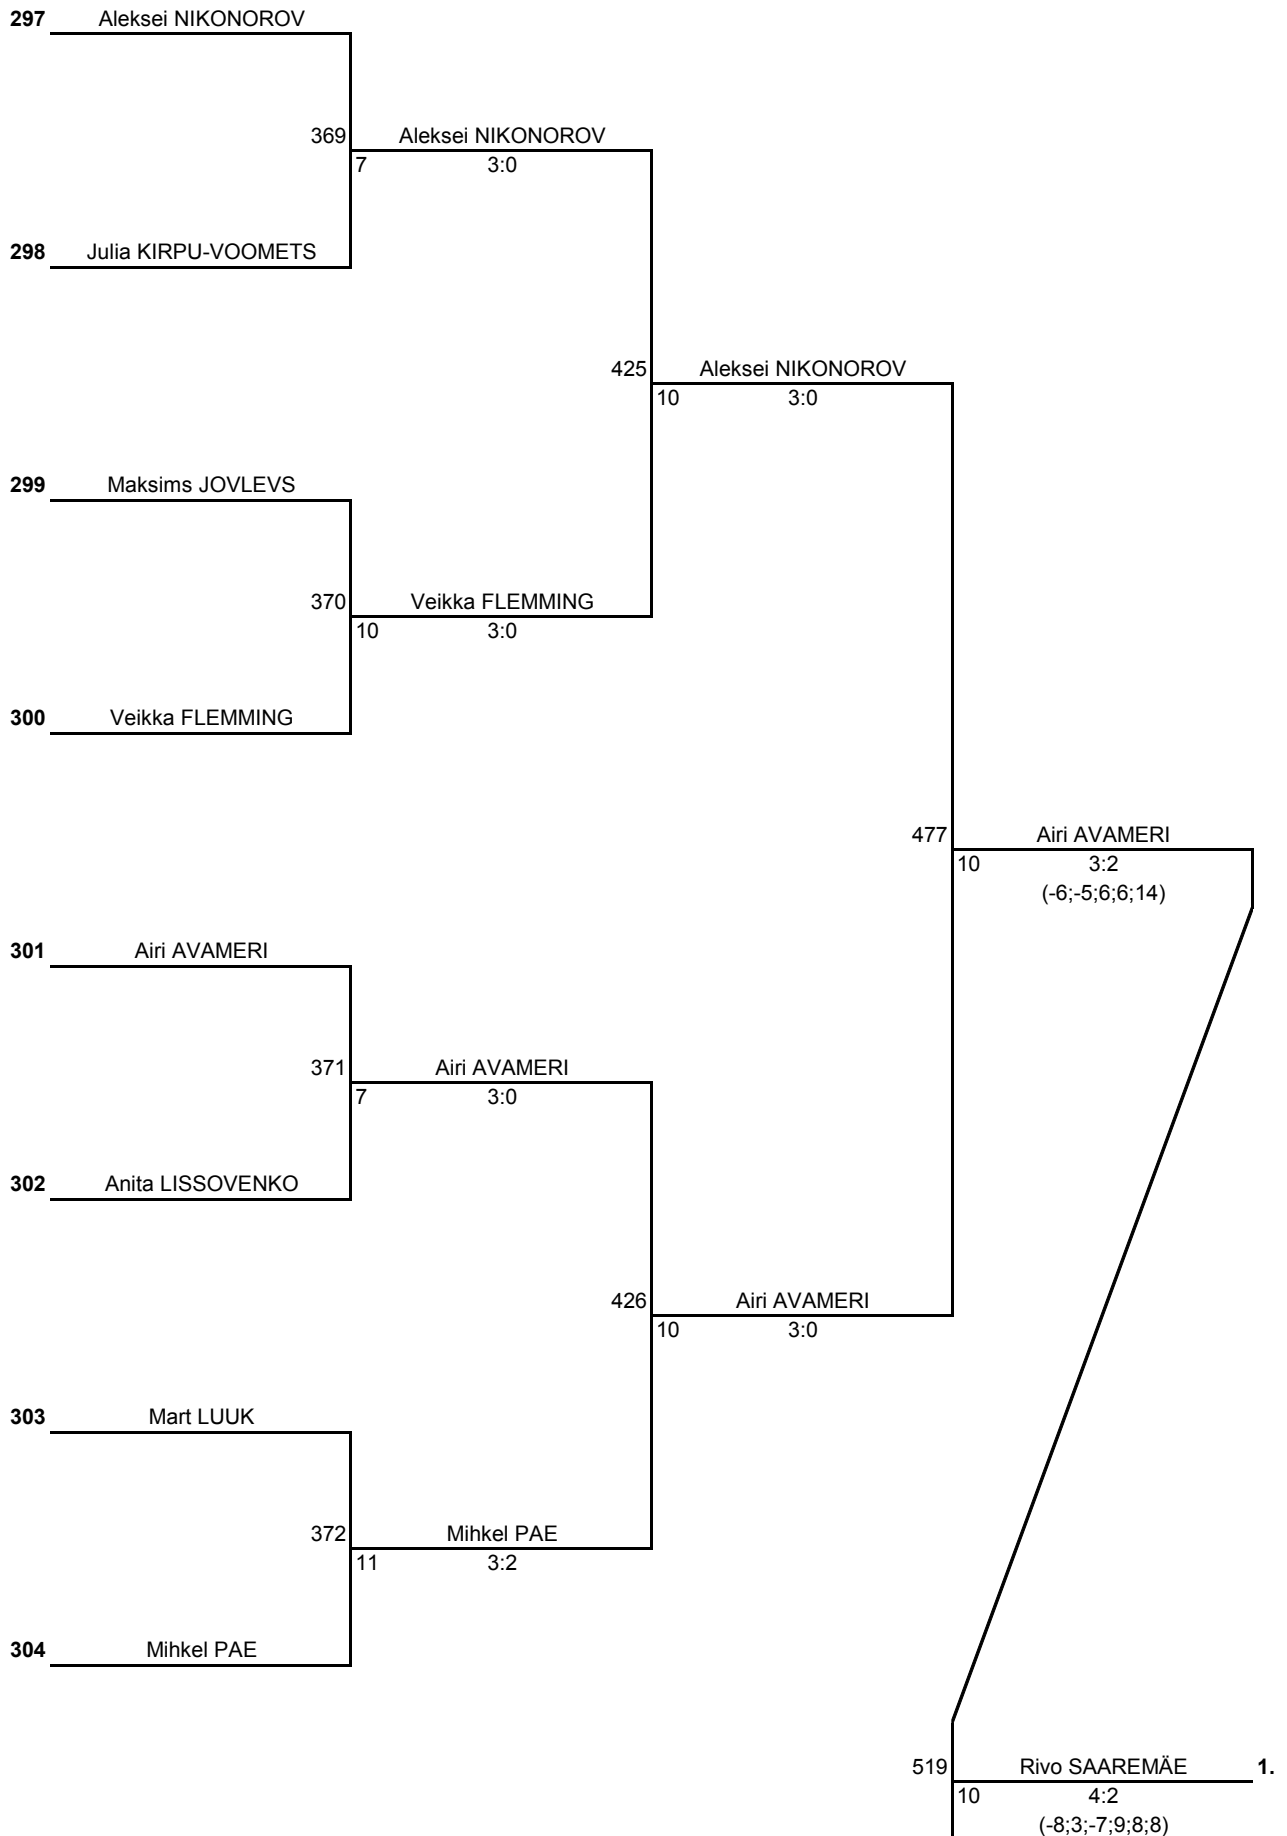 297 Aleksei NIKONOROV
369 Aleksei NIKONOROV
7 3:0
298 Julia KIRPU-VOOMETS
425 Aleksei NIKONOROV
10 3:0
299 Maksims JOVLEVS
370 Veikka FLEMMING
10 3:0
300 Veikka FLEMMING
477 Airi AVAMERI
10 3:2
(-6;-5;6;6;14)
301 Airi AVAMERI
371 Airi AVAMERI
7 3:0
302 Anita LISSOVENKO
426 Airi AVAMERI
10 3:0
303 Mart LUUK
372 Mihkel PAE
11 3:2
304 Mihkel PAE
519 Rivo SAAREMÄE 1.
10 4:2
(-8;3;-7;9;8;8)